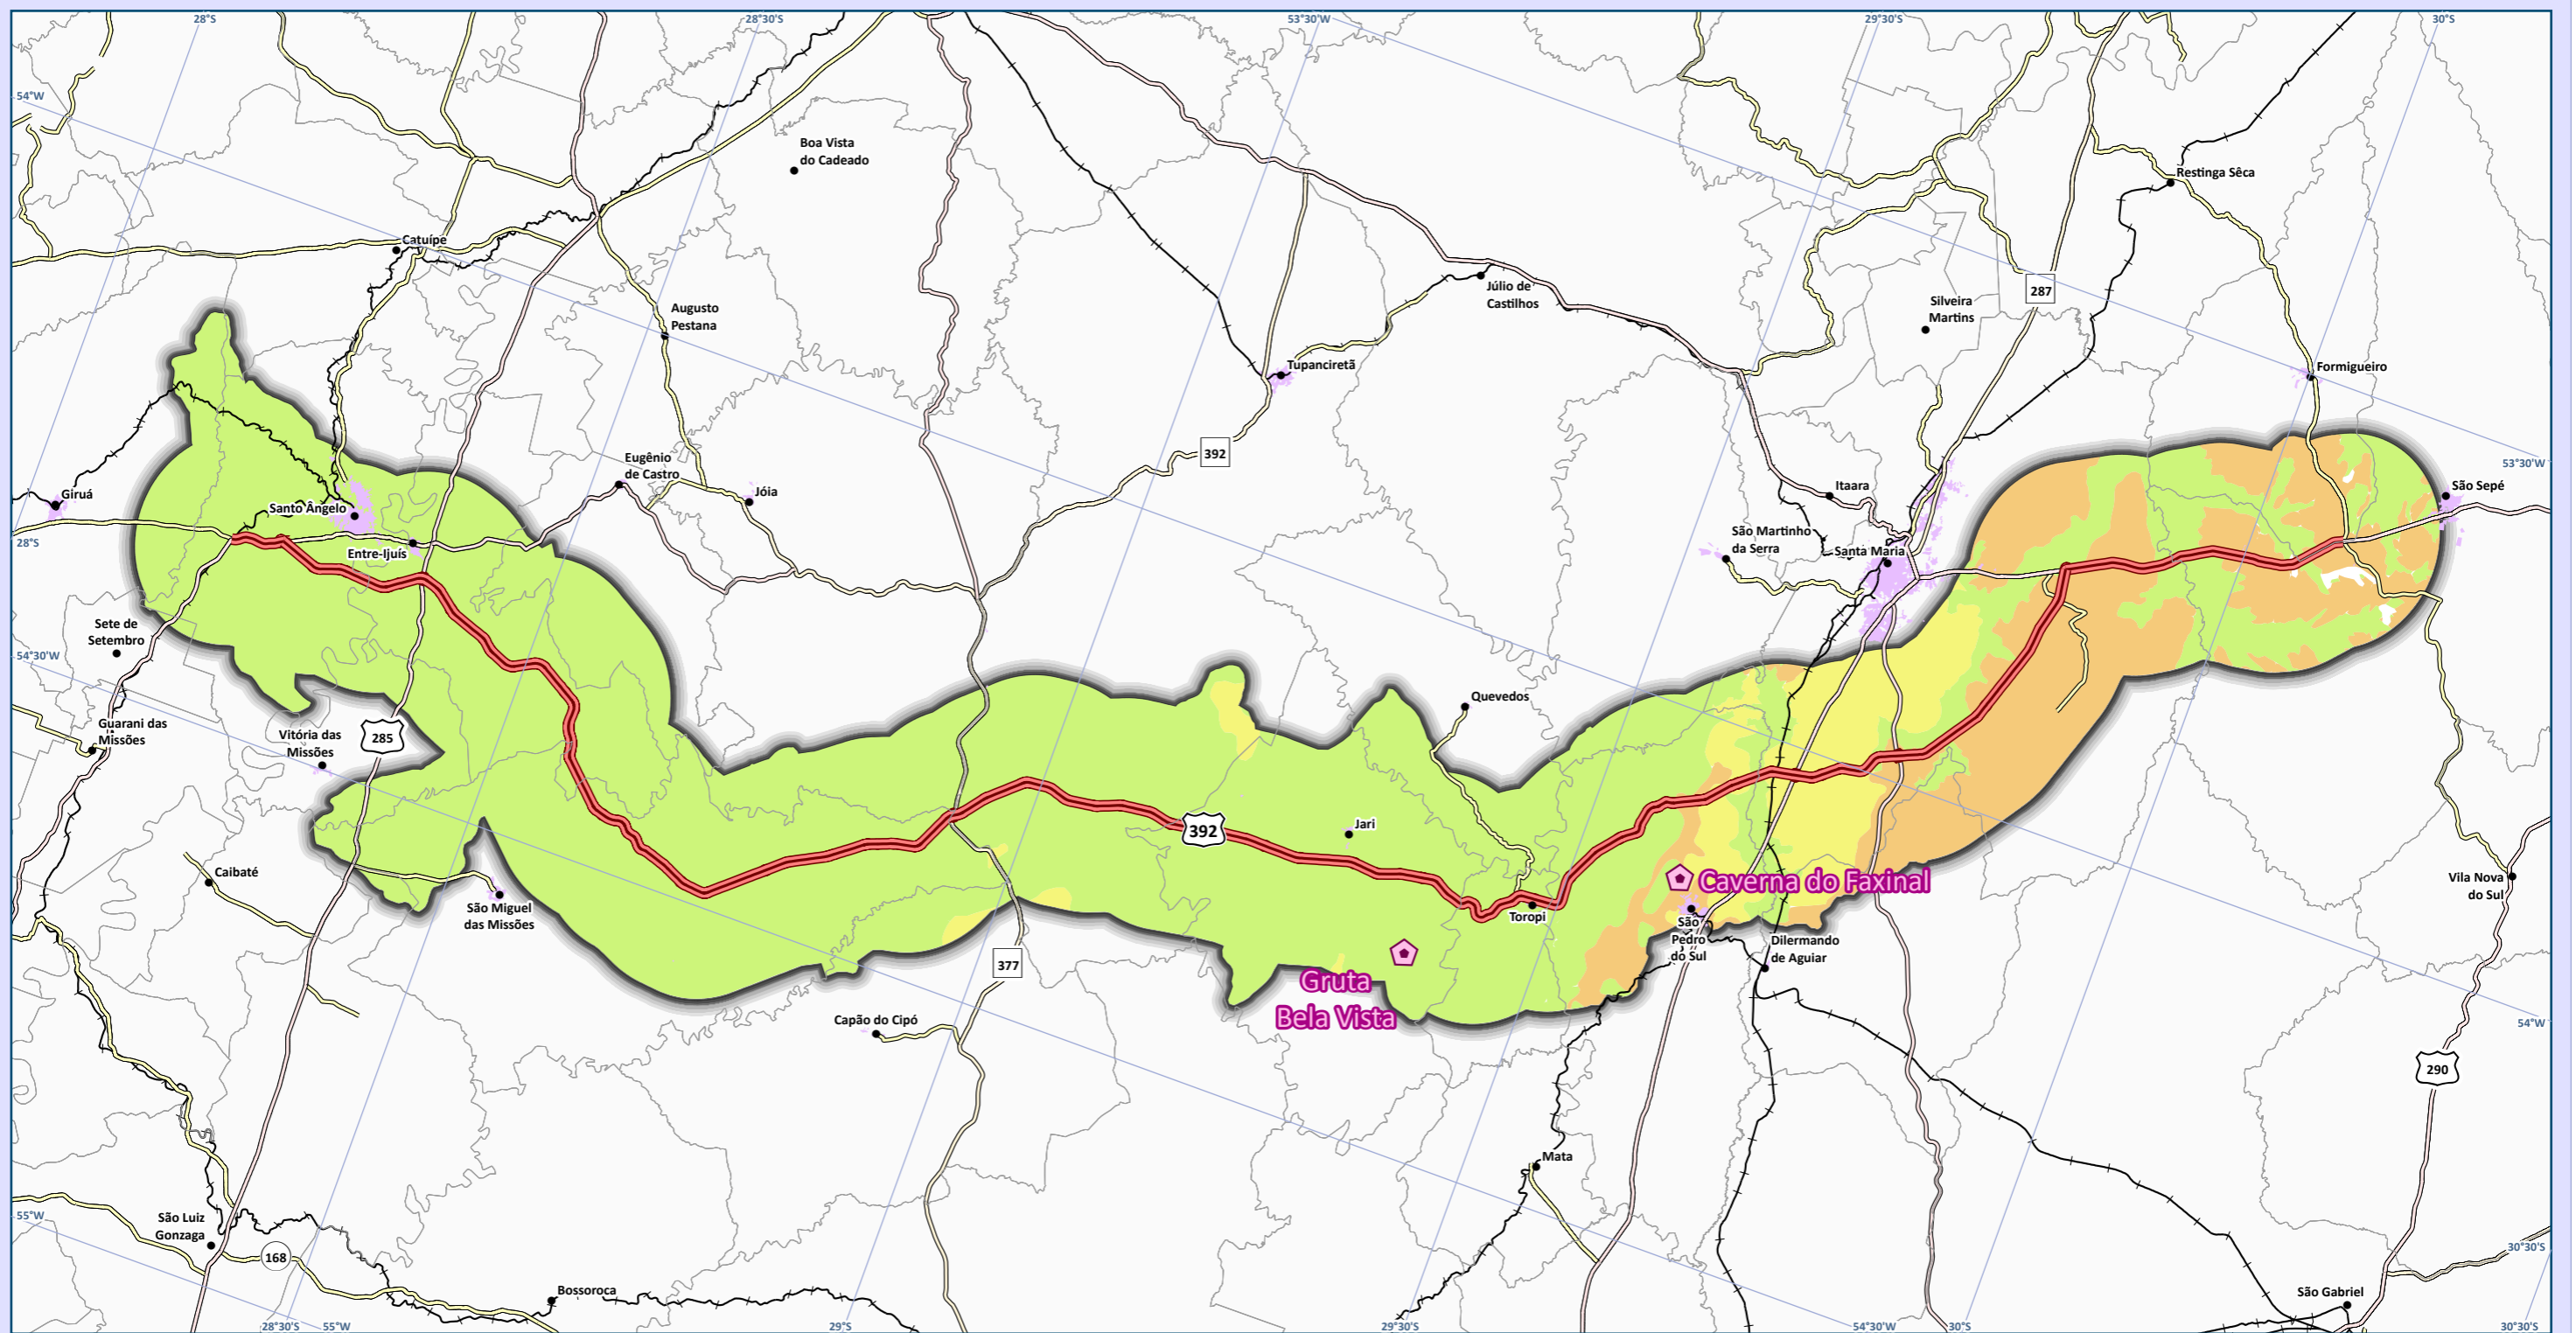 28°S
28°30'S
53°30'W
29°30'S
30°S
54°W
Boa Vista
do Cadeado
Restinga Sêca
Catuípe
Júlio de
Castilhos
287
Silveira
Martins
Augusto
Pestana
Tupanciretã
Formigueiro
392
Eugênio
de Castro
53°30'W
Giruá
Jóia
Itaara
São Sepé
Santo Ângelo
São Martinho
da Serra
28°S
Entre-Ijuís
Santa Maria
Sete de
Setembro
54°30'W
Quevedos
Guarani das
Missões
Vitória das
Missões
285
392
Jari
Caibaté
Caverna do Faxinal
Vila Nova
do Sul
São Miguel
das Missões
Toropi
São
Pedro
do Sul
Dilermando
de Aguiar
377
Gruta
Bela Vista
Capão do Cipó
54°W
290
Mata
55°W
São Luiz
Gonzaga
30°30'S
168
Bossoroca
São Gabriel
28°30'S
55°W
29°S
29°30'S
54°30'W
30°S
30°30'S